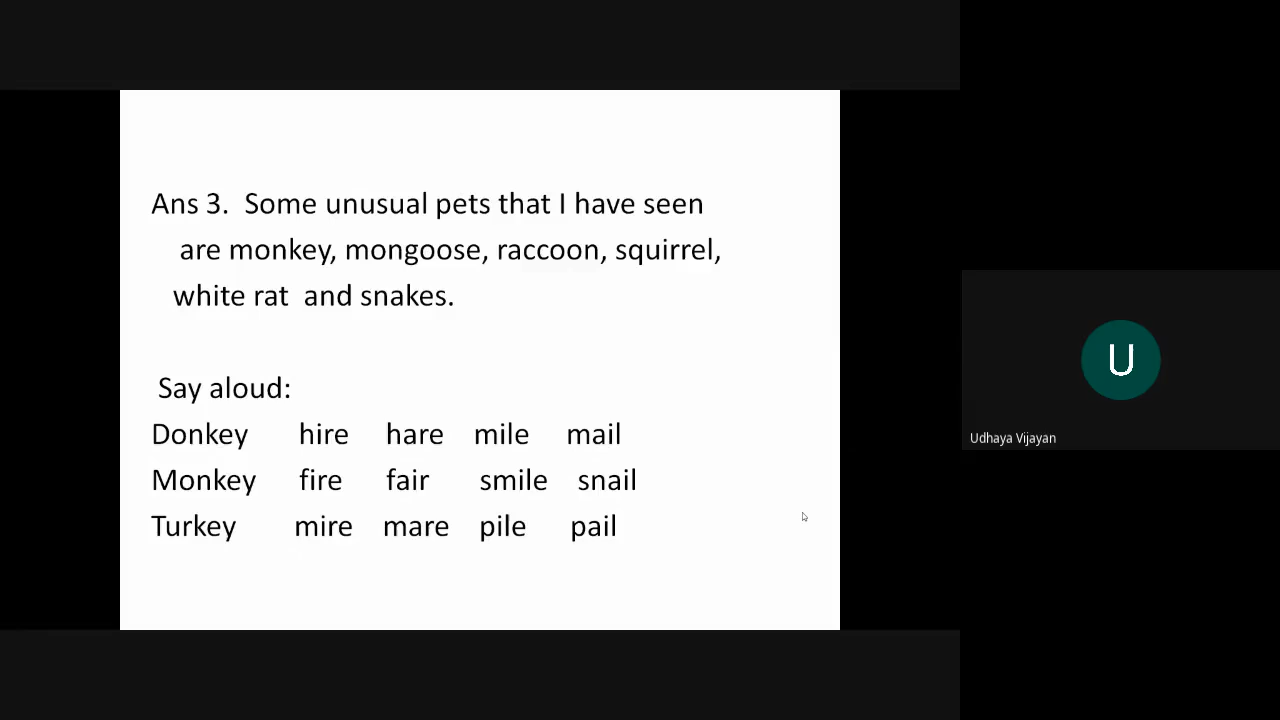 Ans 3.  Some unusual pets that I have seen
are monkey, mongoose, raccoon, squirrel,
white rat  and snakes.
Say aloud:
Donkey hire hare mile mail
Monkey fire fair smile snail
Turkey mire mare pile pail
U
Udhaya Vijayan